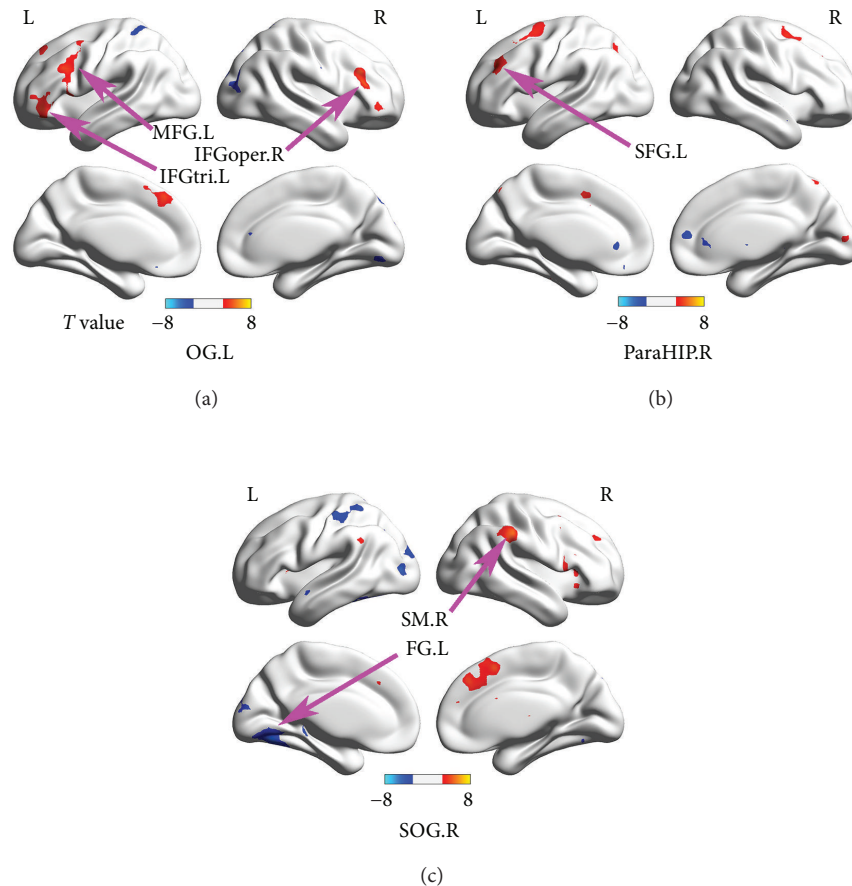 L
R
MFG.L
IFGoper.R
IFGtri.L
T value
−8
8
OG.L
(a)
L
R
SFG.L
−8
8
ParaHIP.R
(b)
L
R
SM.R
FG.L
−8
8
SOG.R
(c)